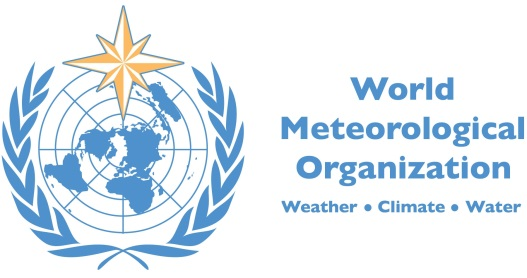 World
Meteorological
Organization
Weather • Climate • Water